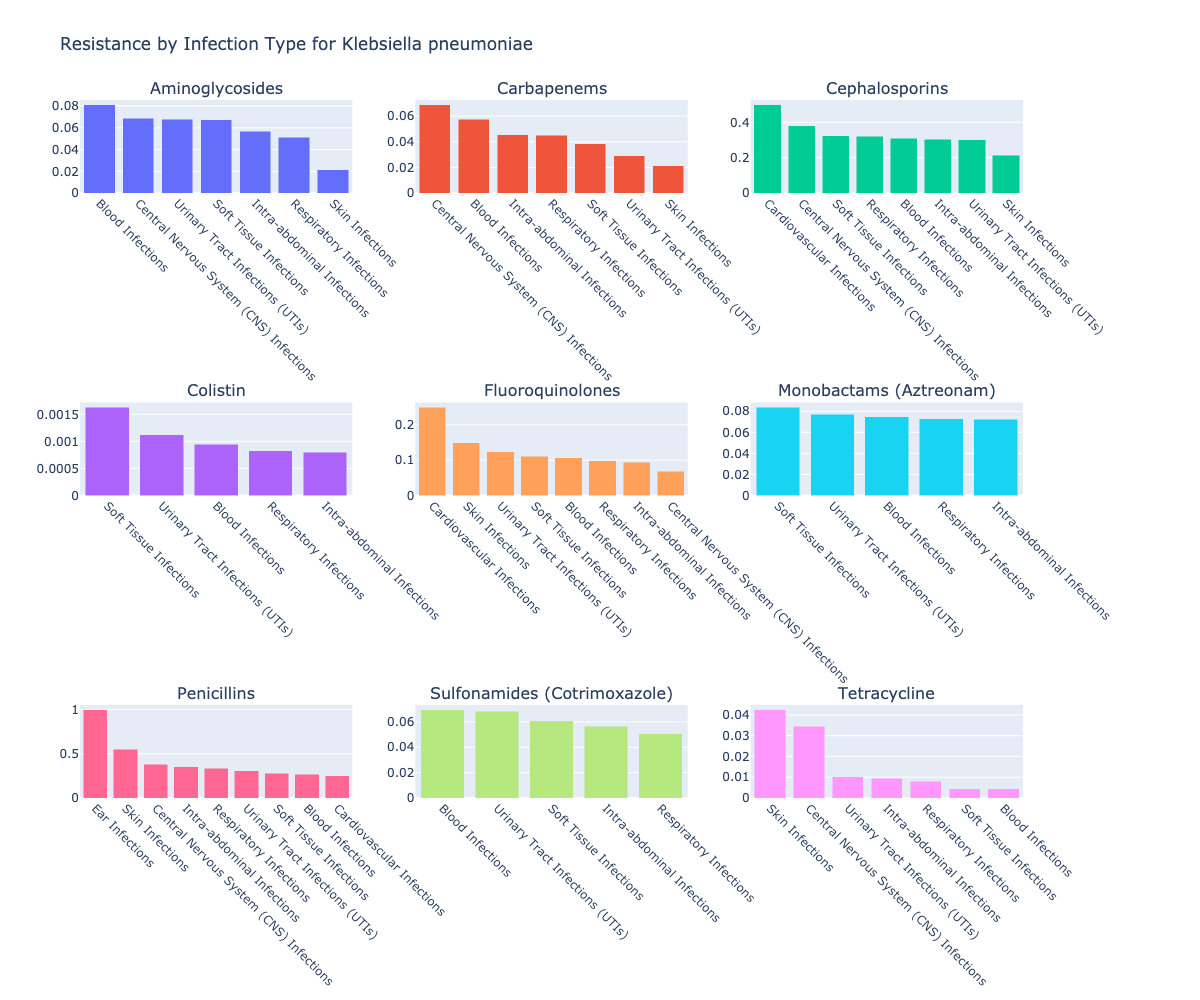 Resistance by Infection Type for Klebsiella pneumoniae
Aminoglycosides
0.08
0.06
0.04
0.02
0
Blood Infections
Central Nervous System (CNS) Infections
Urinary Tract Infections (UTIs)
Soft Tissue Infections
Intra-abdominal Infections
Respiratory Infections
Skin Infections
Carbapenems
0.06
0.04
0.02
0
Central Nervous System (CNS) Infections
Blood Infections
Intra-abdominal Infections
Respiratory Infections
Soft Tissue Infections
Urinary Tract Infections (UTIs)
Skin Infections
Cephalosporins
0.4
0.2
0
Cardiovascular Infections
Central Nervous System (CNS) Infections
Soft Tissue Infections
Respiratory Infections
Blood Infections
Intra-abdominal Infections
Urinary Tract Infections (UTIs)
Skin Infections
Colistin
0.0015
0.001
0.0005
0
Soft Tissue Infections
Urinary Tract Infections (UTIs)
Blood Infections
Respiratory Infections
Intra-abdominal Infections
Fluoroquinolones
0.2
0.1
0
Cardiovascular Infections
Skin Infections
Urinary Tract Infections (UTIs)
Soft Tissue Infections
Blood Infections
Respiratory Infections
Intra-abdominal Infections
Central Nervous System (CNS) Infections
Monobactams (Aztreonam)
0.08
0.06
0.04
0.02
0
Soft Tissue Infections
Urinary Tract Infections (UTIs)
Blood Infections
Respiratory Infections
Intra-abdominal Infections
Penicillins
1
0.5
0
Ear Infections
Skin Infections
Central Nervous System (CNS) Infections
Intra-abdominal Infections
Respiratory Infections
Urinary Tract Infections (UTIs)
Soft Tissue Infections
Blood Infections
Cardiovascular Infections
Sulfonamides (Cotrimoxazole)
0.06
0.04
0.02
0
Blood Infections
Urinary Tract Infections (UTIs)
Soft Tissue Infections
Intra-abdominal Infections
Respiratory Infections
Tetracycline
0.04
0.03
0.02
0.01
0
Skin Infections
Central Nervous System (CNS) Infections
Urinary Tract Infections (UTIs)
Intra-abdominal Infections
Respiratory Infections
Soft Tissue Infections
Blood Infections